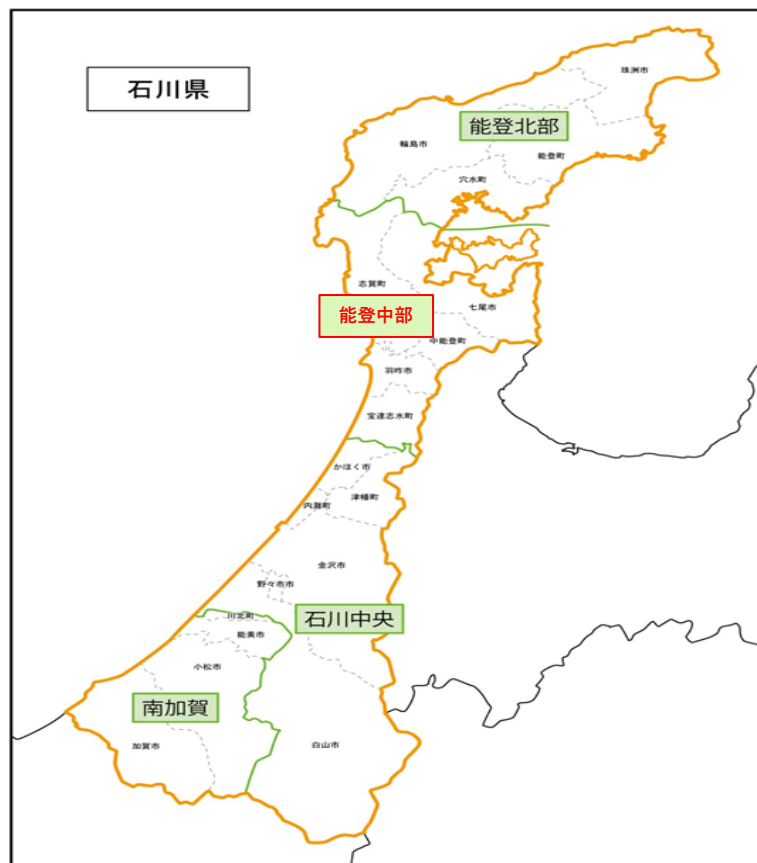 石川県
珠洲市
能登北部
輪島市
能登町
穴水町
志賀町
能登中部
七尾市
中能登町
羽咋市
宝達志水町
かほく市
津幡町
内灘町
金沢市
野々市市
川北町
石川中央
能美市
小松市
南加賀
加賀市
白山市